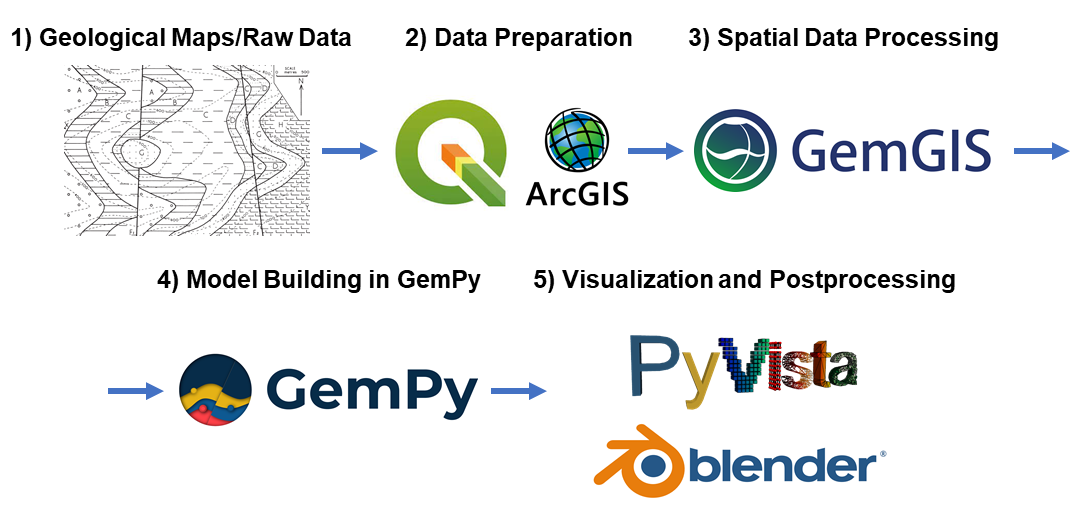 1) Geological Maps/Raw Data
2) Data Preparation
3) Spatial Data Processing
SCALE
N
A
B
C
A
B
C
D
C
D
H
C
D
ArcGIS
GemGIS
4) Model Building in GemPy
5) Visualization and Postprocessing
GemPy
PyVista
blender®